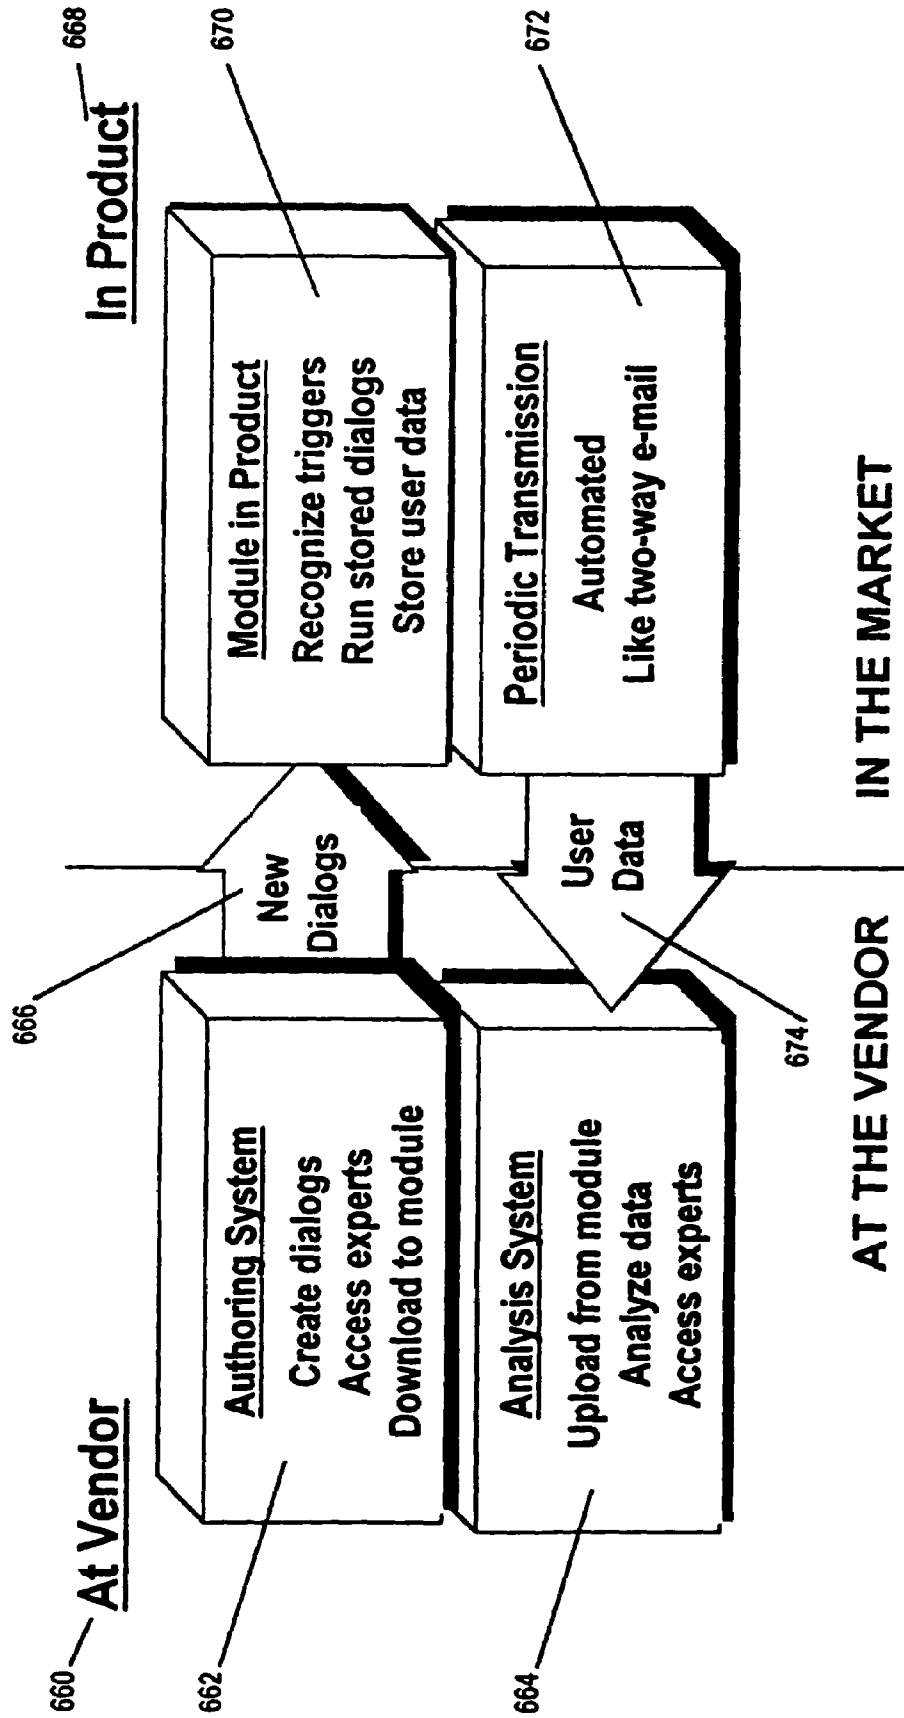 660
At Vendor
662
Authoring System
Create dialogs
Access experts
Download to module
664
Analysis System
Upload from module
Analyze data
Access experts
666
New
Dialogs
User
Data
674
668
In Product
670
Module in Product
Recognize triggers
Run stored dialogs
Store user data
672
Periodic Transmission
Automated
Like two-way e-mail
AT THE VENDOR
IN THE MARKET